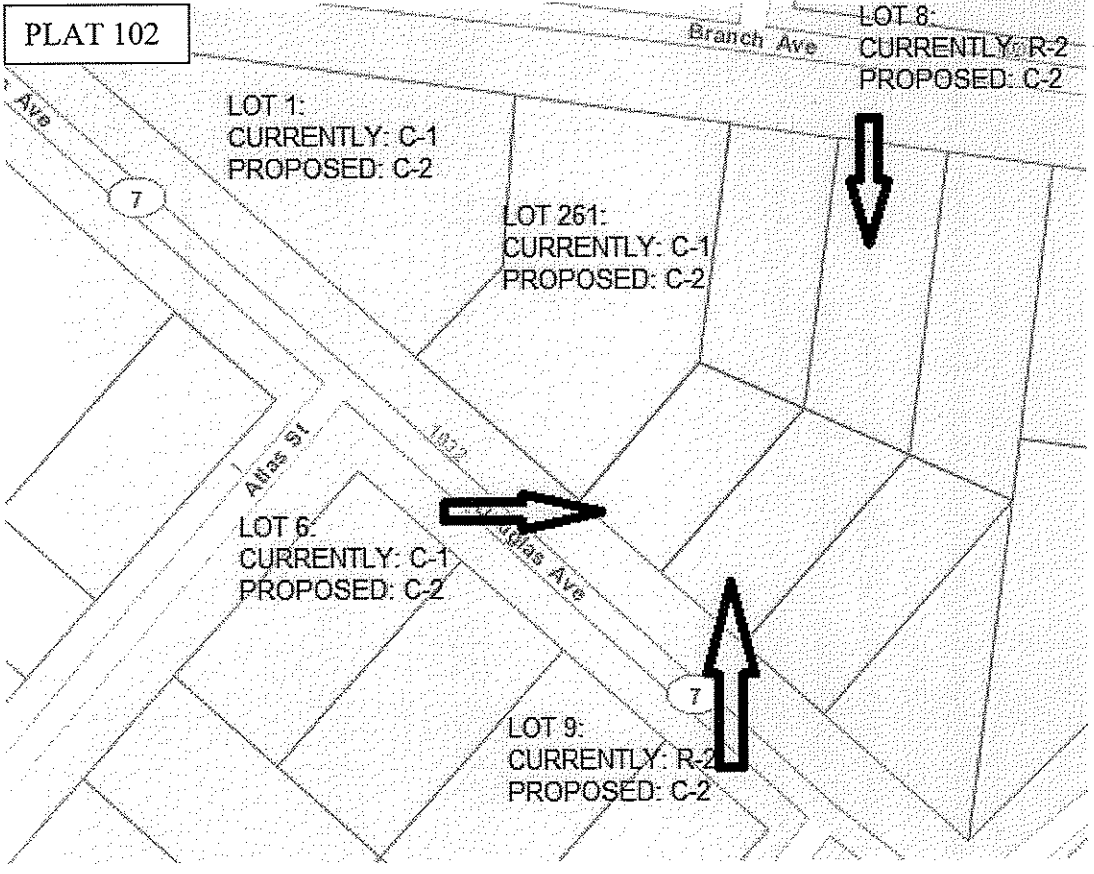 PLAT 102
Branch Ave
LOT 8:
CURRENTLY: R-2
PROPOSED: C-2
Ave
LOT 1:
CURRENTLY: C-1
PROPOSED: C-2
7
LOT 261:
CURRENTLY: C-1
PROPOSED: C-2
Atlas St
LOT 6:
CURRENTLY: C-1
PROPOSED: C-2
Douglas Ave
7
LOT 9:
CURRENTLY: R-2
PROPOSED: C-2